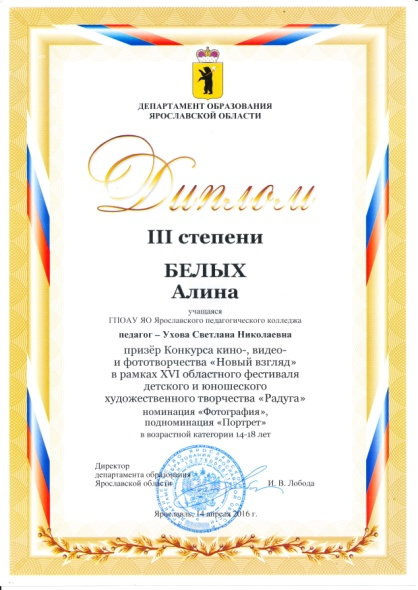 ДЕПАРТАМЕНТ ОБРАЗОВАНИЯ
ЯРОСЛАВСКОЙ ОБЛАСТИ
Диплом
III степени
БЕЛЫХ
Алина
учащаяся
ГПОАУ ЯО Ярославского педагогического колледжа
педагог – Ухова Светлана Николаевна
призёр Конкурса кино-, видео-
и фототворчества «Новый взгляд»
в рамках XVI областного фестиваля
детского и юношеского
художественного творчества «Радуга»
номинация «Фотография»,
подноминация «Портрет»
в возрастной категории 14-18 лет
Директор
департамента образования
Ярославской области
И. В. Лобода
Ярославль, 14 апреля 2016 г.